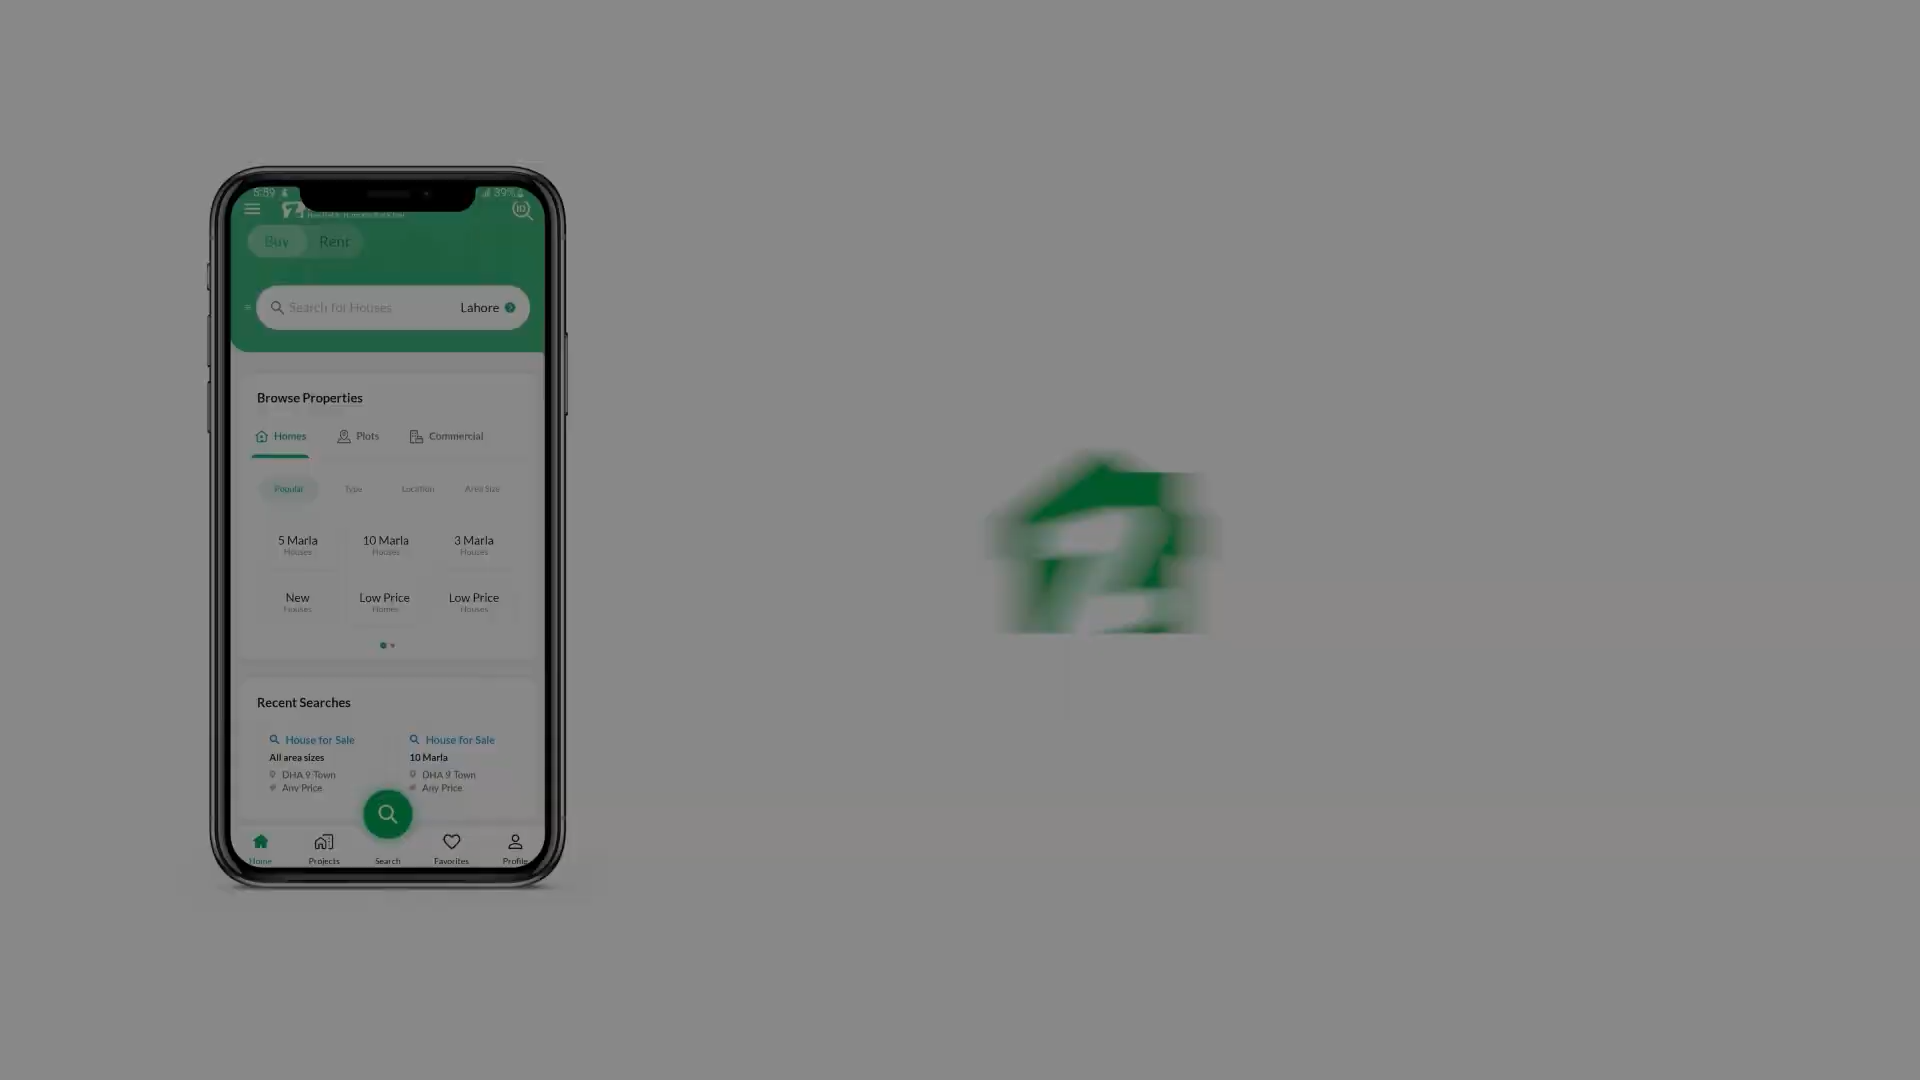 5:59 39%
Buy Rent
Search for Houses Lahore
Browse Properties
Homes Plots Commercial
Popular Type Location Area Size
5 Marla 10 Marla 3 Marla
Houses Houses Houses
New Low Price Low Price
Houses Homes Houses
Recent Searches
House for Sale House for Sale
All area sizes 10 Marla
DHA 9 Town DHA 9 Town
Any Price Any Price
Home Projects Search Favorites Profile